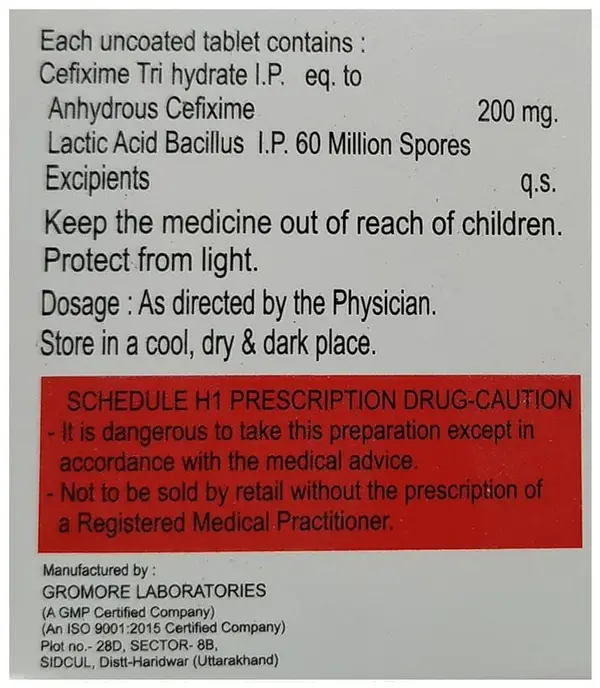 Each uncoated tablet contains :
Cefixime Tri hydrate I.P. eq. to
Anhydrous Cefixime 200 mg.
Lactic Acid Bacillus I.P. 60 Million Spores
Excipients q.s.
Keep the medicine out of reach of children.
Protect from light.
Dosage : As directed by the Physician.
Store in a cool, dry & dark place.
SCHEDULE H1 PRESCRIPTION DRUG-CAUTION
- It is dangerous to take this preparation except in
accordance with the medical advice.
- Not to be sold by retail without the prescription of
a Registered Medical Practitioner.
Manufactured by :
GROMORE LABORATORIES
(A GMP Certified Company)
(An ISO 9001:2015 Certified Company)
Plot no.- 28D, SECTOR- 8B,
SIDCUL, Distt-Haridwar (Uttarakhand)